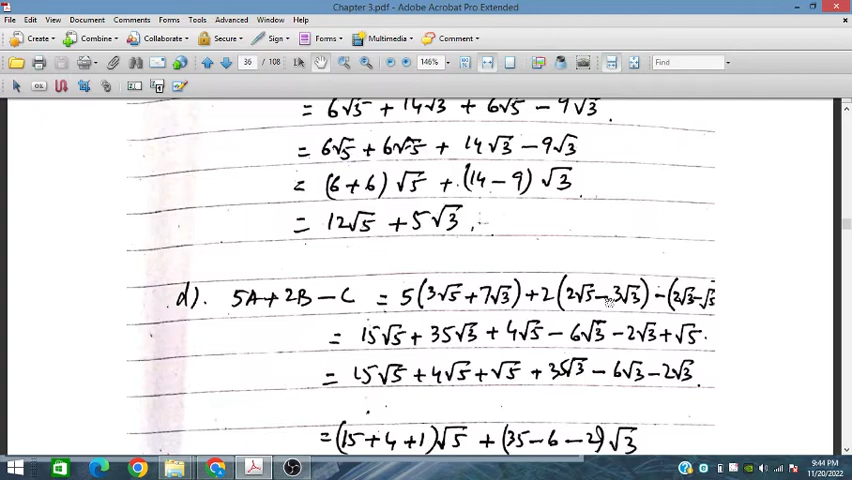 Chapter 3.pdf - Adobe Acrobat Pro Extended
File Edit View Document Comments Forms Tools Advanced Window Help
Create Combine Collaborate Secure Sign Forms Multimedia Comment
36 / 108 146% Find
= 6√5 + 14√3 + 6√5 - 9√3.
= 6√5 + 6√5 + 14√3 - 9√3
= (6+6)√5 + (14-9)√3
= 12√5 + 5√3.
d). 5A+2B-C = 5(3√5+7√3)+2(2√5-3√3)-(2√3-√5
= 15√5 + 35√3 + 4√5 - 6√3 - 2√3 + √5.
= 15√5 + 4√5 + √5 + 35√3 - 6√3 - 2√3.
=(15+4+1)√5 + (35-6-2)√3
9:44 PM
11/20/2022